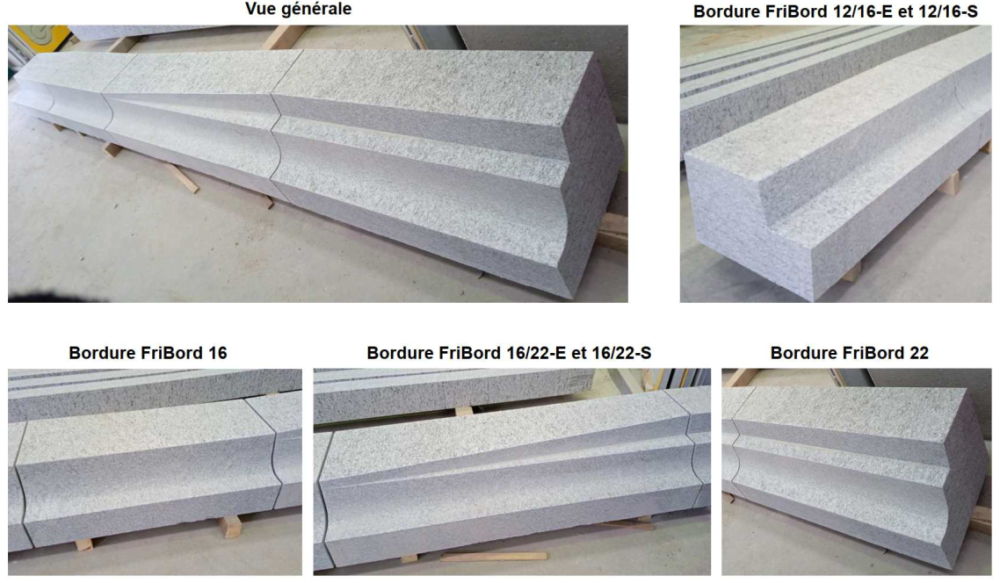 Vue générale
Bordure FriBord 12/16-E et 12/16-S
Bordure FriBord 16
Bordure FriBord 16/22-E et 16/22-S
Bordure FriBord 22